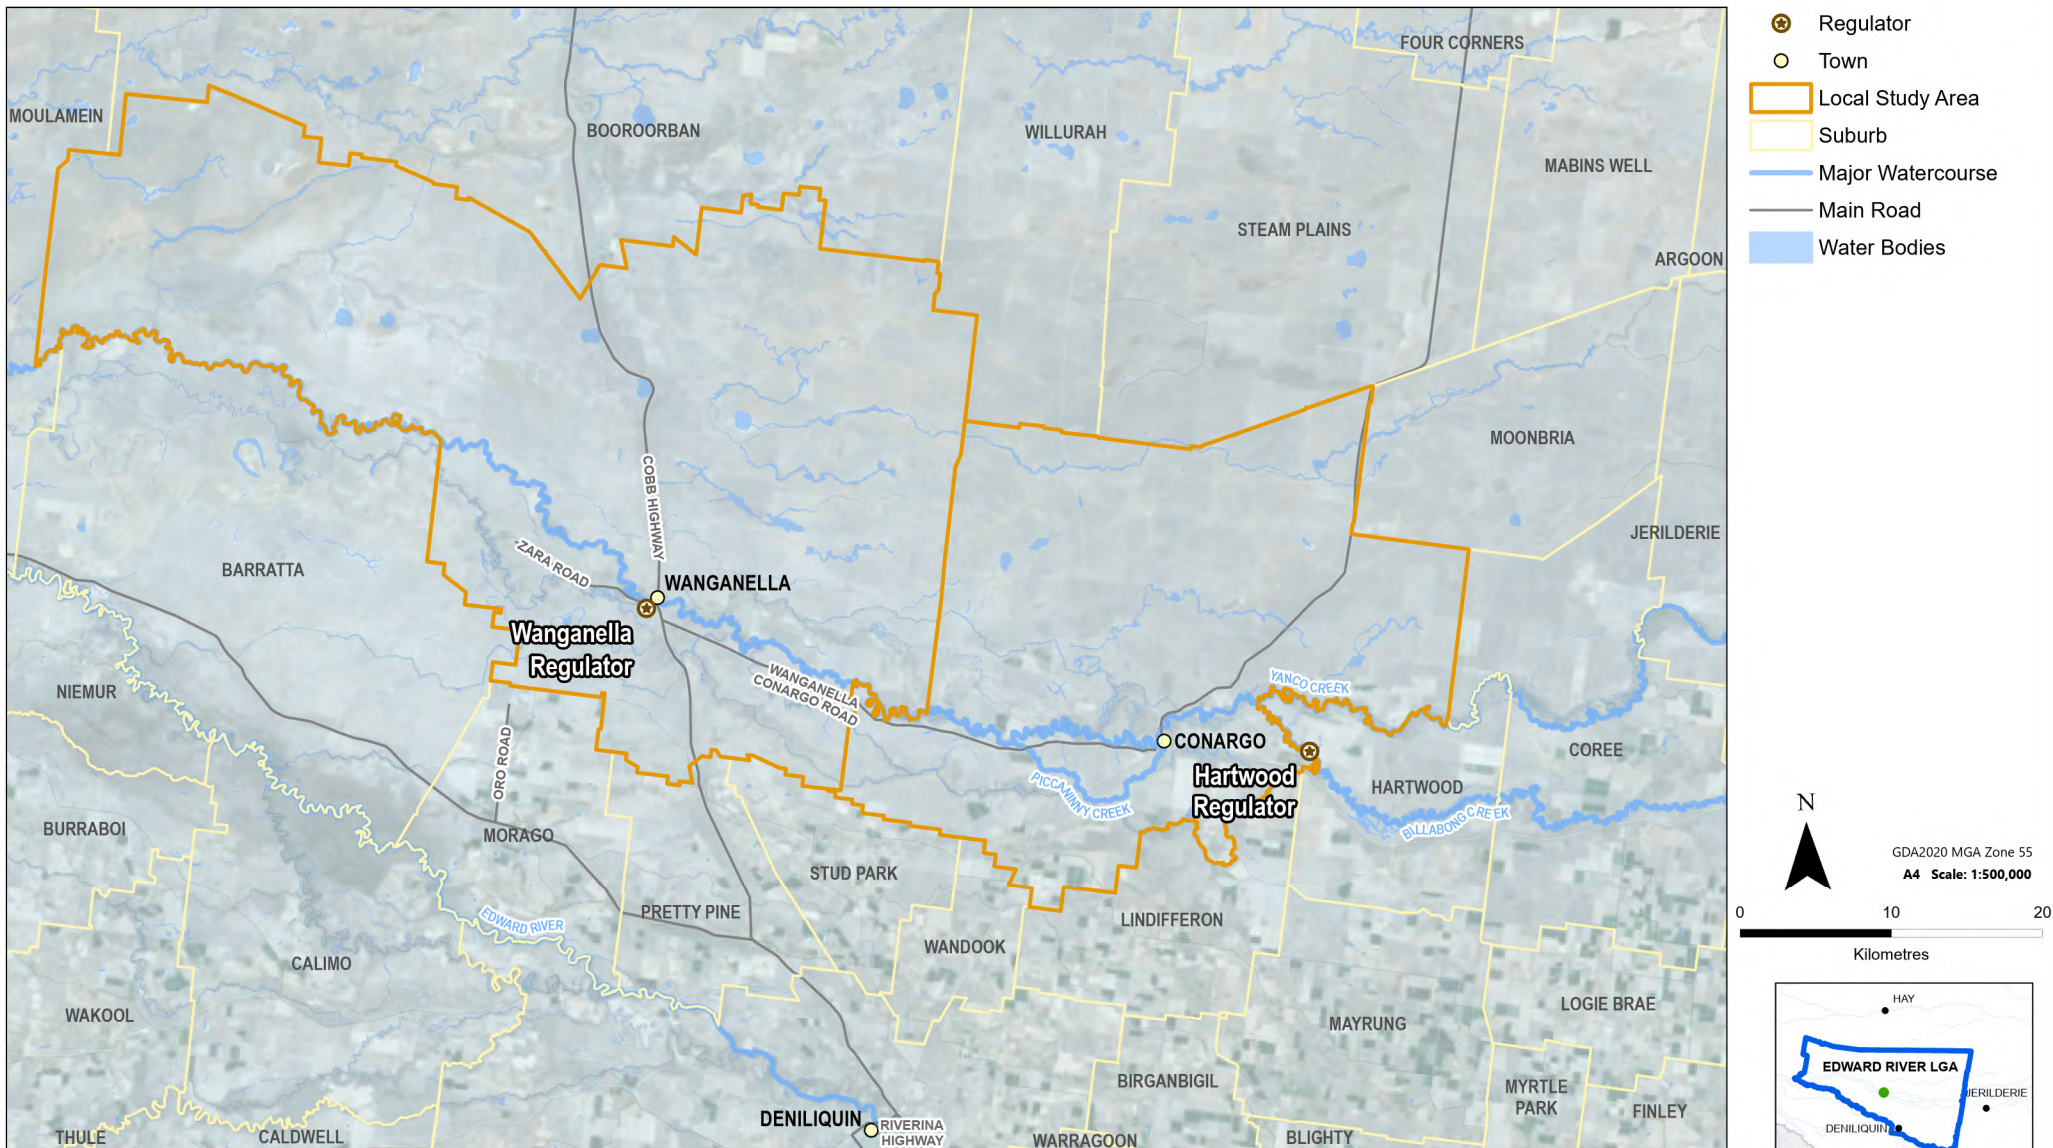 FOUR CORNERS
MOULAMEIN
BOOROORBAN
WILLURAH
MABINS WELL
STEAM PLAINS
ARGOON
MOONBRIA
COBB HIGHWAY
JERILDERIE
ZARA ROAD
BARRATTA
WANGANELLA
Wanganella
Regulator
WANGANELLA
CONARGO ROAD
YANCO CREEK
NIEMUR
ORO ROAD
CONARGO
COREE
Hartwood
Regulator
HARTWOOD
PICCANINNY CREEK
BILLABONG CREEK
BURRABOI
MORAGO
STUD PARK
PRETTY PINE
LINDIFFERON
EDWARD RIVER
WANDOOK
CALIMO
WAKOOL
LOGIE BRAE
MAYRUNG
BIRGANBIGIL
MYRTLE
PARK
FINLEY
DENILIQUIN
RIVERINA
HIGHWAY
THULE
CALDWELL
WARRAGOON
BLIGHTY
Regulator
Town
Local Study Area
Suburb
Major Watercourse
Main Road
Water Bodies
N
GDA2020 MGA Zone 55
A4 Scale: 1:500,000
0 10 20
Kilometres
HAY
EDWARD RIVER LGA
JERILDERIE
DENILIQUIN